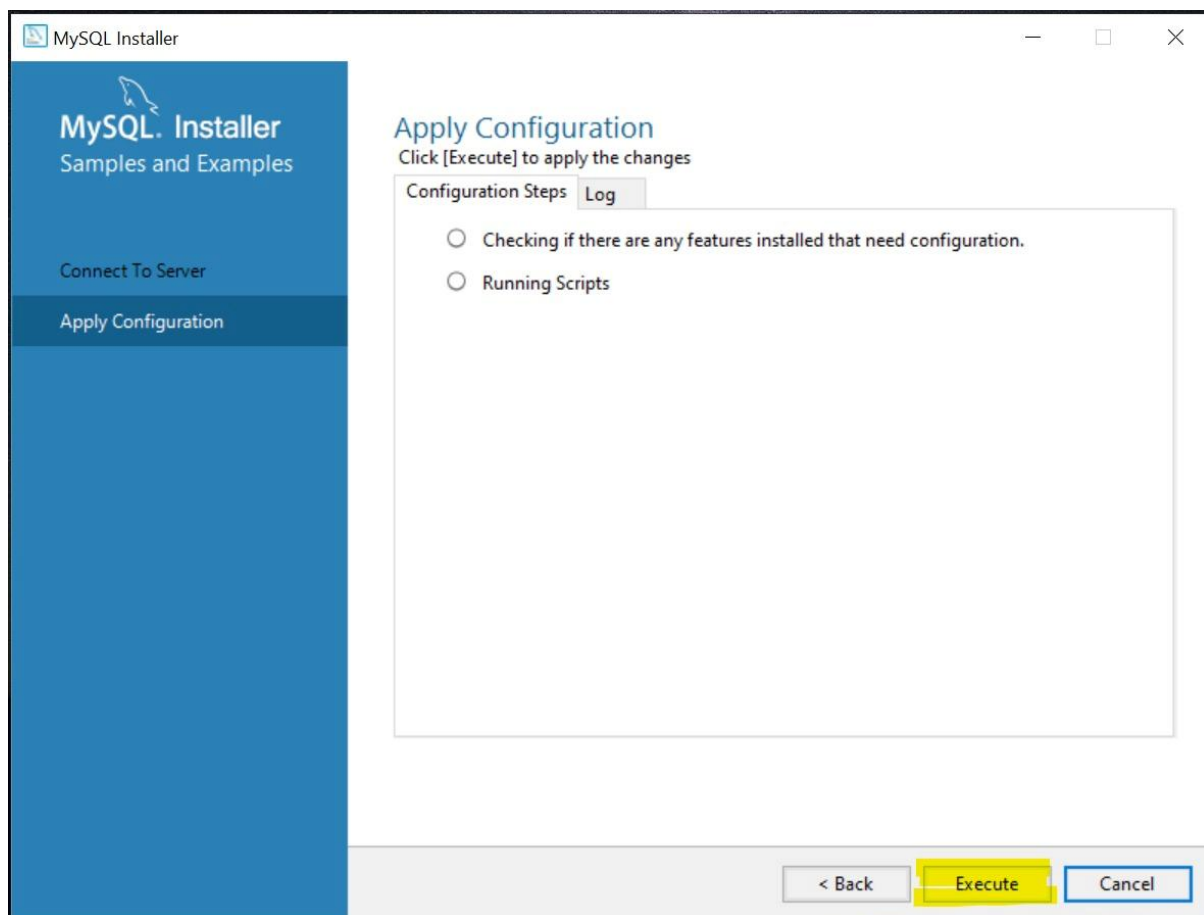 MySQL Installer
MySQL. Installer
Samples and Examples
Connect To Server
Apply Configuration
Apply Configuration
Click [Execute] to apply the changes
Configuration Steps
Log
Checking if there are any features installed that need configuration.
Running Scripts
< Back
Execute
Cancel